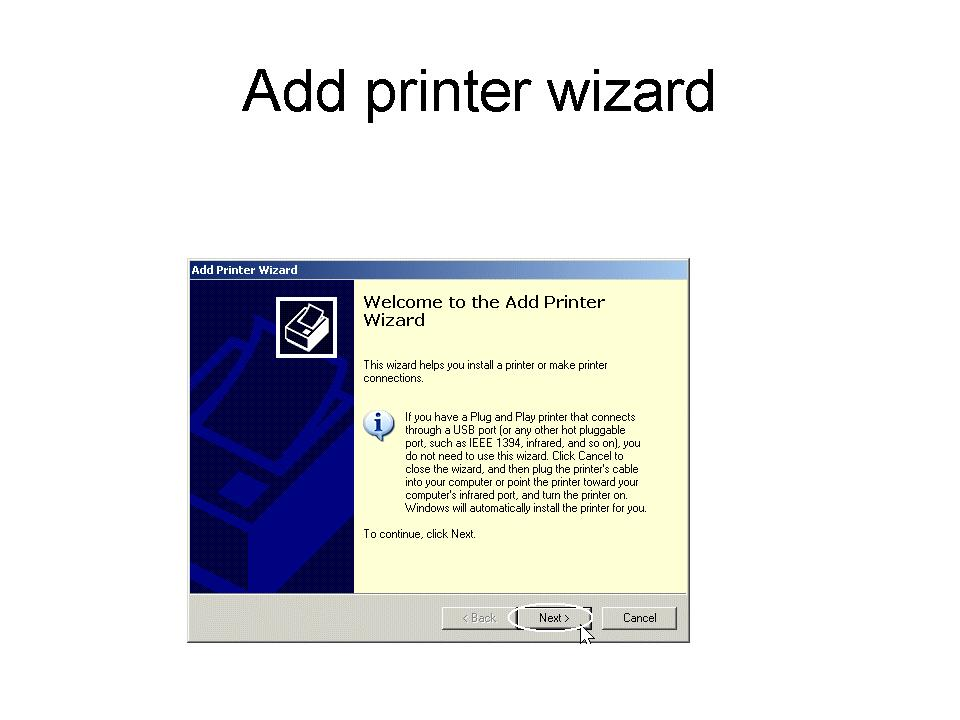 Add printer wizard
Add Printer Wizard
Welcome to the Add Printer
Wizard
This wizard helps you install a printer or make printer
connections.
If you have a Plug and Play printer that connects
through a USB port (or any other hot pluggable
port, such as IEEE 1394, infrared, and so on), you
do not need to use this wizard. Click Cancel to
close the wizard, and then plug the printer's cable
into your computer or point the printer toward your
computer's infrared port, and turn the printer on.
Windows will automatically install the printer for you.
To continue, click Next.
< Back Next > Cancel